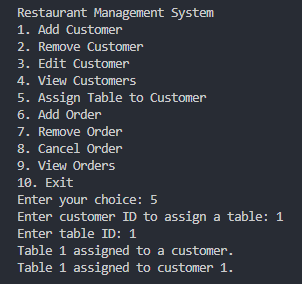 Restaurant Management System
1. Add Customer
2. Remove Customer
3. Edit Customer
4. View Customers
5. Assign Table to Customer
6. Add Order
7. Remove Order
8. Cancel Order
9. View Orders
10. Exit
Enter your choice: 5
Enter customer ID to assign a table: 1
Enter table ID: 1
Table 1 assigned to a customer.
Table 1 assigned to customer 1.